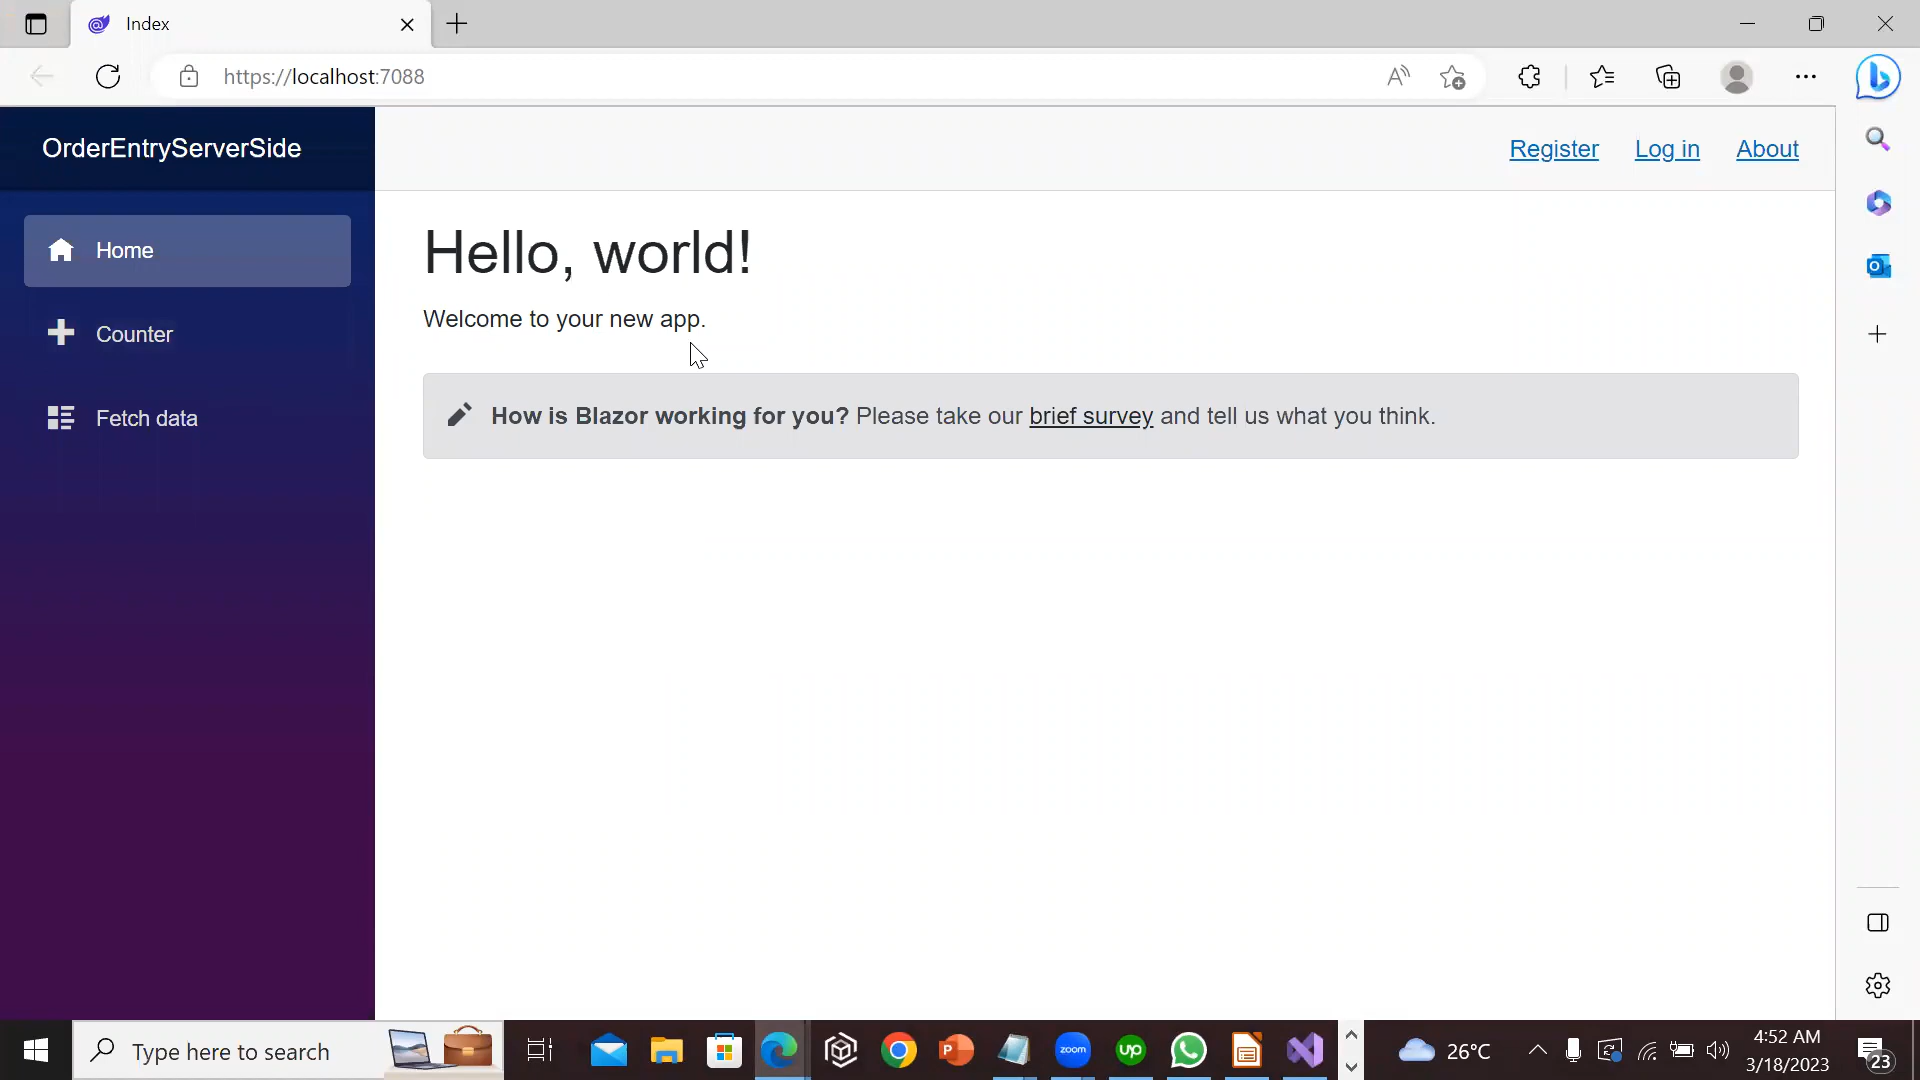 Index
https://localhost:7088
OrderEntryServerSide
Register Log in About
Home
Counter
Fetch data
Hello, world!
Welcome to your new app.
How is Blazor working for you? Please take our brief survey and tell us what you think.
Type here to search
zoom
up
26°C
4:52 AM
3/18/2023
23